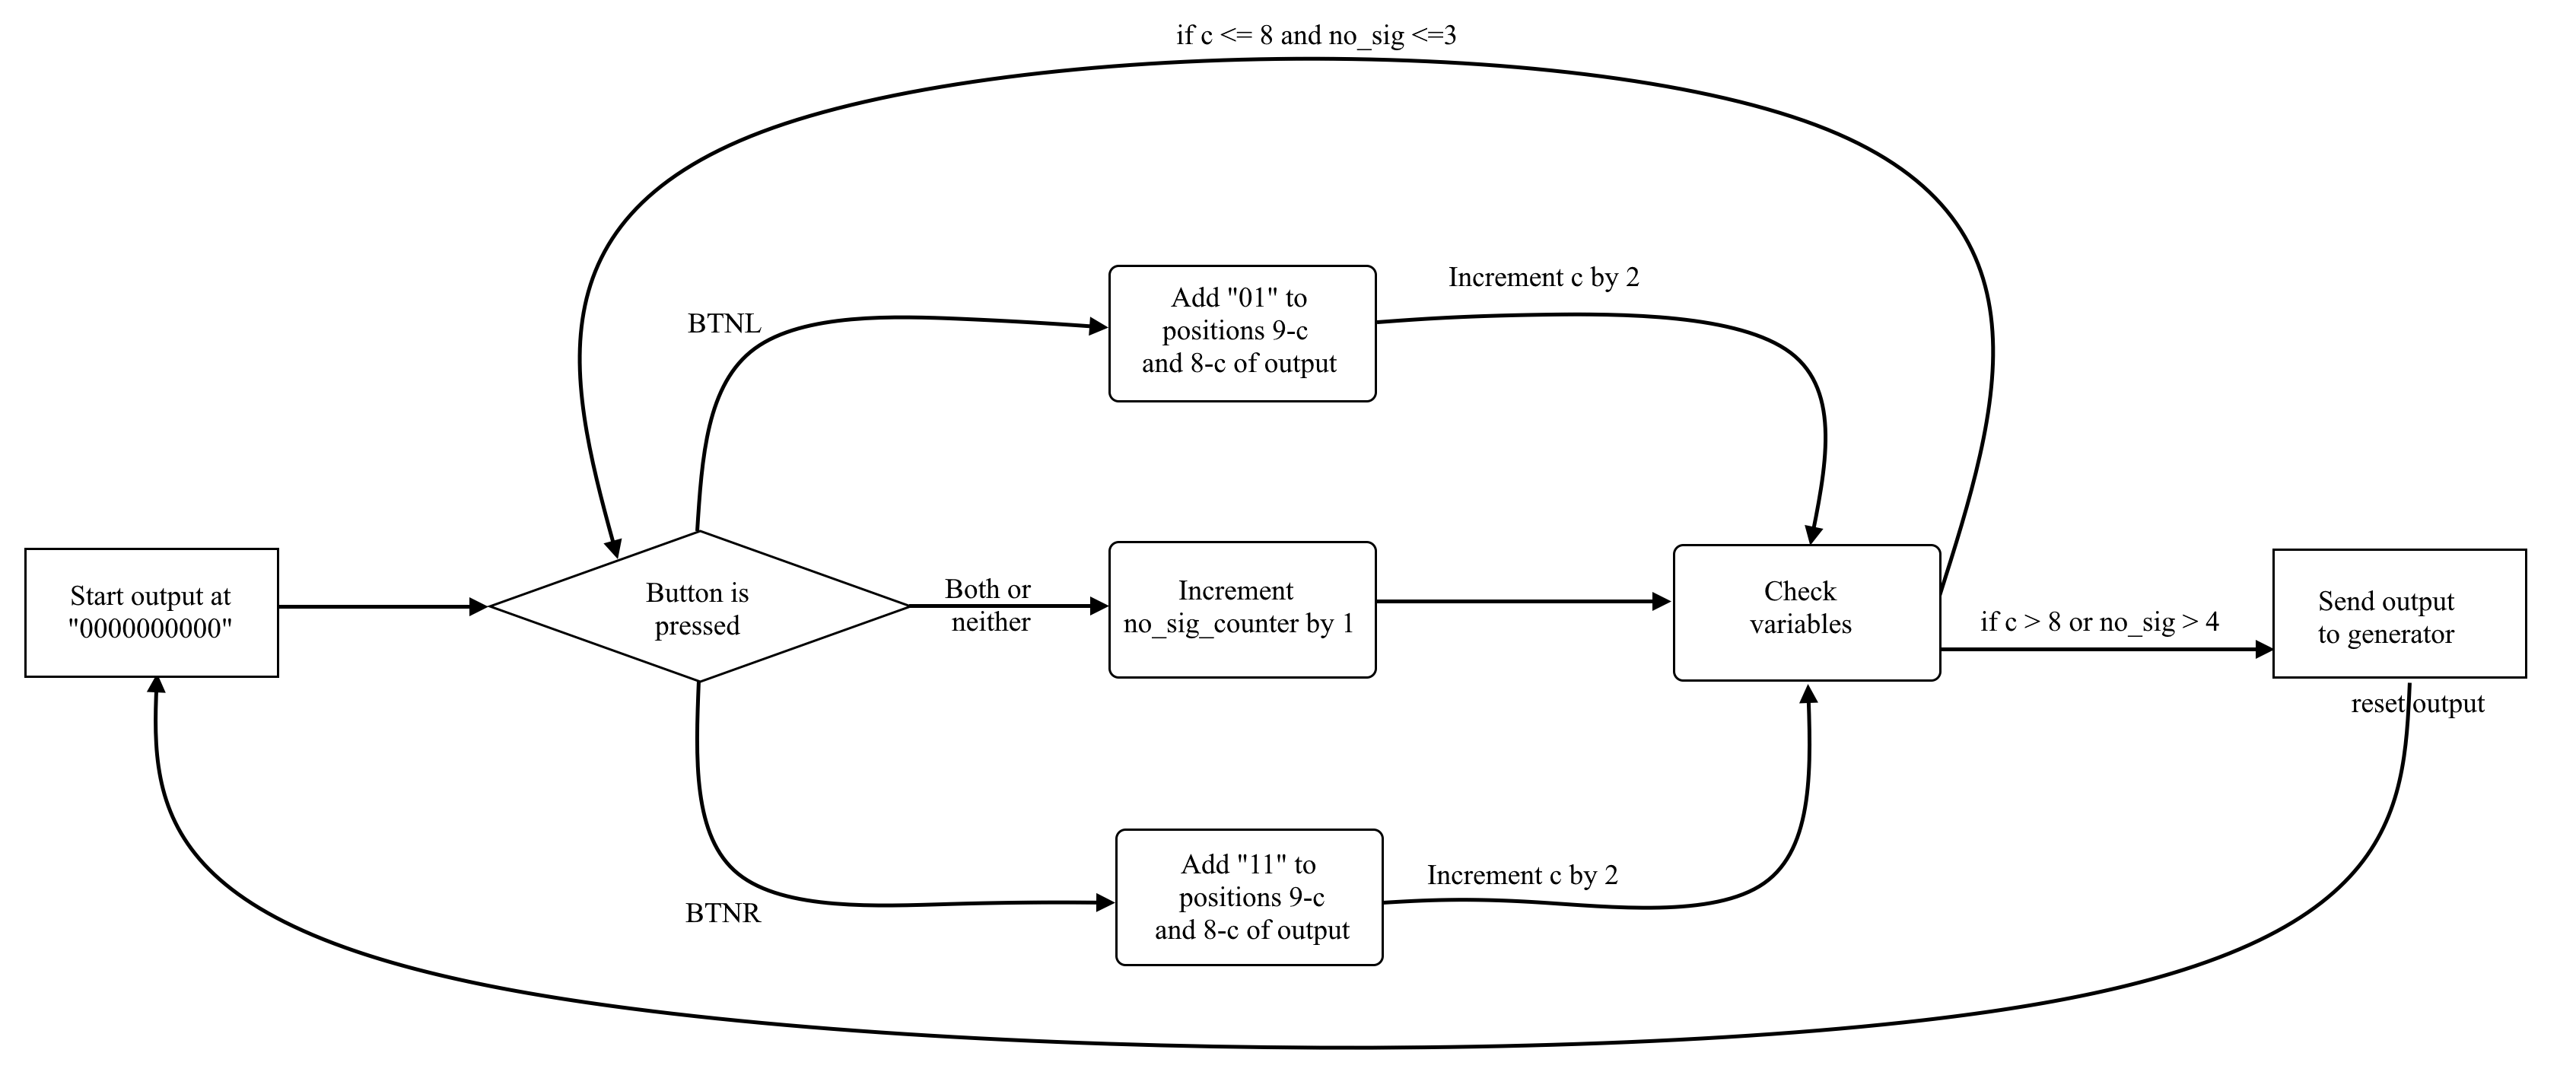 if c <= 8 and no_sig <=3
Increment c by 2
Add "01" to
positions 9-c
and 8-c of output
BTNL
Start output at
"0000000000"
Button is
pressed
Both or
neither
Increment
no_sig_counter by 1
Check
variables
if c > 8 or no_sig > 4
Send output
to generator
reset output
BTNR
Add "11" to
positions 9-c
and 8-c of output
Increment c by 2